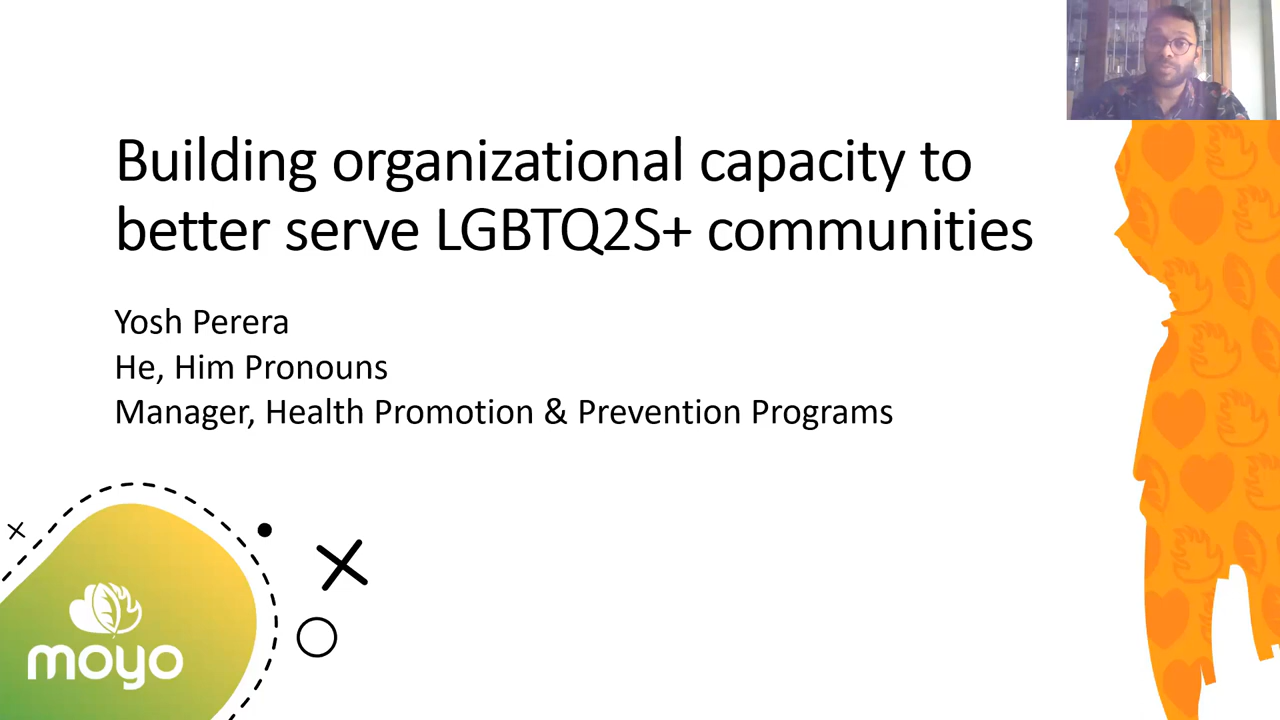 Building organizational capacity to
better serve LGBTQ2S+ communities
Yosh Perera
He, Him Pronouns
Manager, Health Promotion & Prevention Programs
moyo